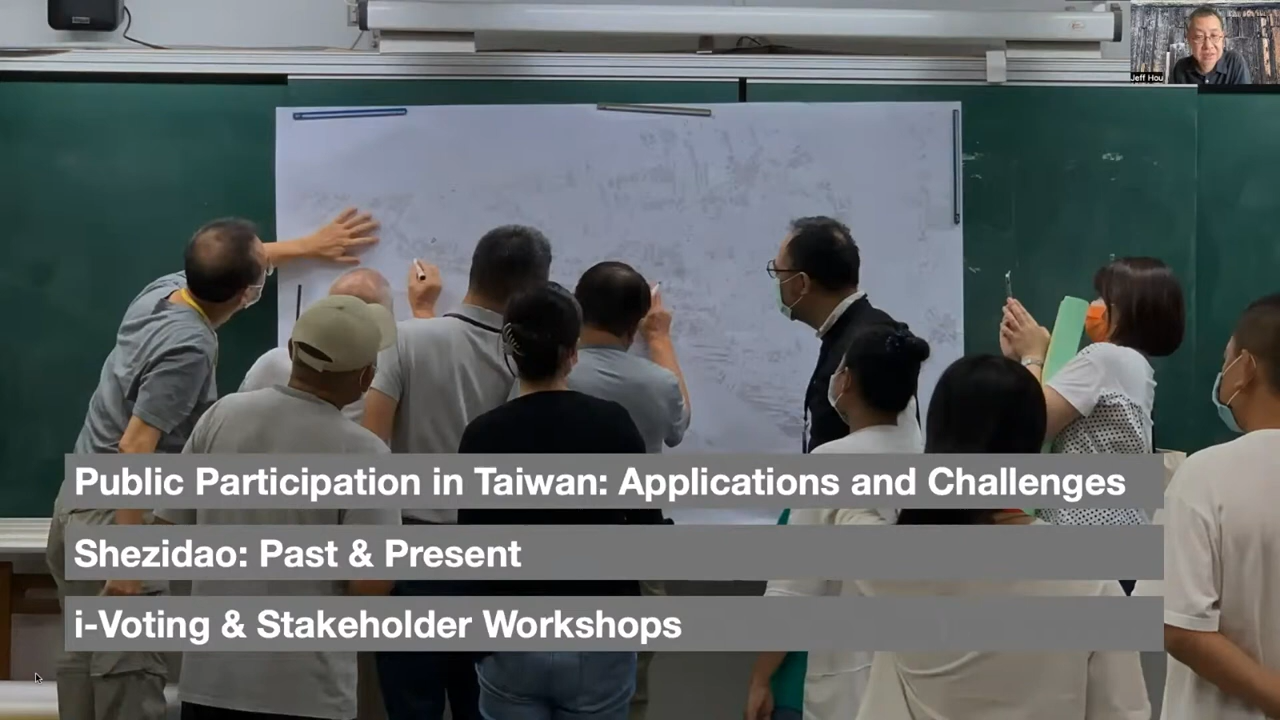 Jeff Hou
Public Participation in Taiwan: Applications and Challenges
Shezidao: Past & Present
i-Voting & Stakeholder Workshops